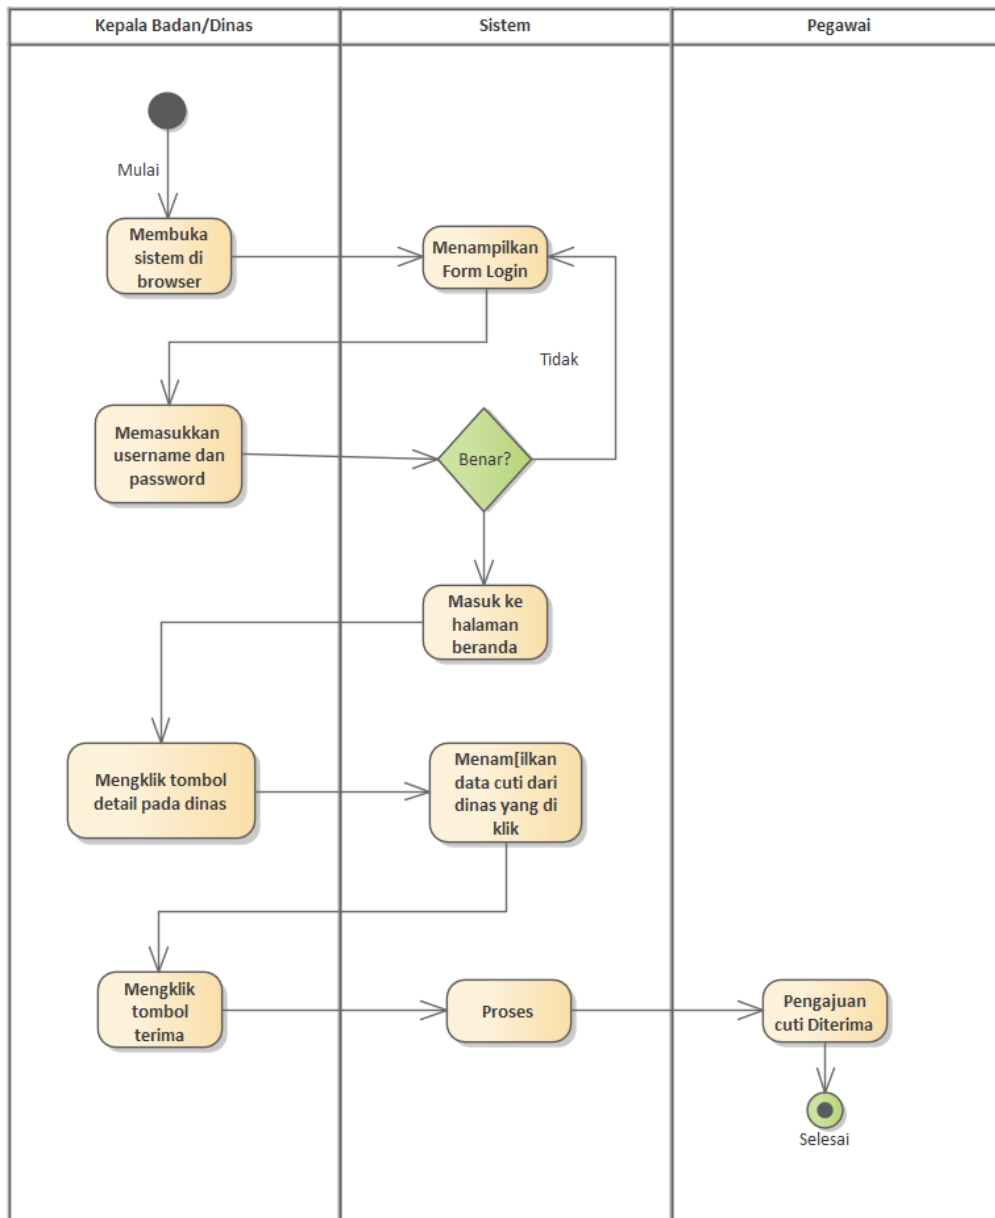 Kepala Badan/Dinas
Sistem
Pegawai
Mulai
Membuka
sistem di
browser
Menampilkan
Form Login
Tidak
Memasukkan
username dan
password
Benar?
Masuk ke
halaman
beranda
Mengklik tombol
detail pada dinas
Menam[ilkan
data cuti dari
dinas yang di
klik
Mengklik
tombol
terima
Proses
Pengajuan
cuti Diterima
Selesai